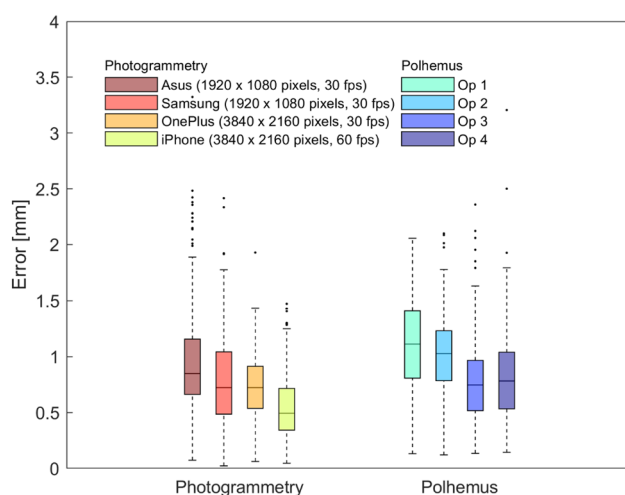 4
3.5
3
2.5
2
1.5
1
0.5
0
Error [mm]
Photogrammetry
Asus (1920 x 1080 pixels, 30 fps)
Samsung (1920 x 1080 pixels, 30 fps)
OnePlus (3840 x 2160 pixels, 30 fps)
iPhone (3840 x 2160 pixels, 60 fps)
Polhemus
Op 1
Op 2
Op 3
Op 4
Photogrammetry
Polhemus